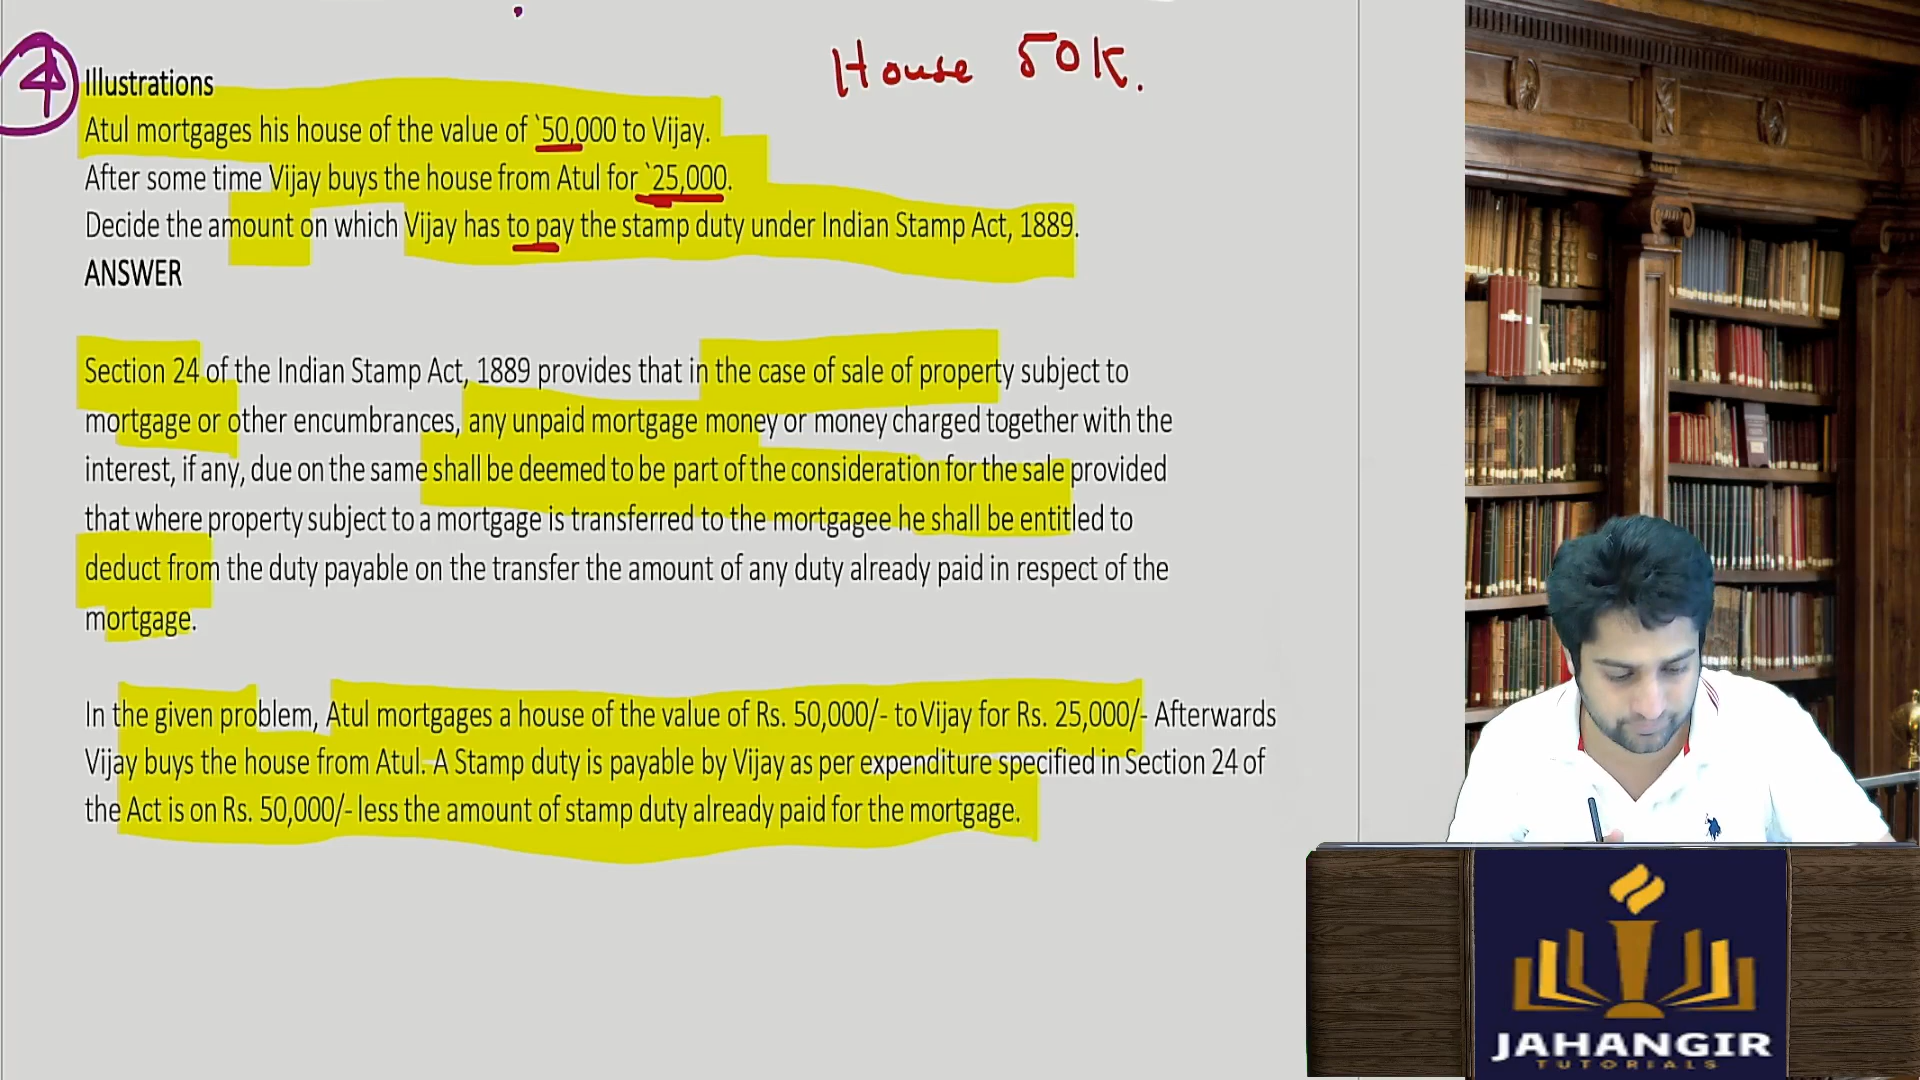 4
House 50K.
Illustrations
Atul mortgages his house of the value of `50,000 to Vijay.
After some time Vijay buys the house from Atul for `25,000.
Decide the amount on which Vijay has to pay the stamp duty under Indian Stamp Act, 1889.
ANSWER
Section 24 of the Indian Stamp Act, 1889 provides that in the case of sale of property subject to
mortgage or other encumbrances, any unpaid mortgage money or money charged together with the
interest, if any, due on the same shall be deemed to be part of the consideration for the sale provided
that where property subject to a mortgage is transferred to the mortgagee he shall be entitled to
deduct from the duty payable on the transfer the amount of any duty already paid in respect of the
mortgage.
In the given problem, Atul mortgages a house of the value of Rs. 50,000/- to Vijay for Rs. 25,000/- Afterwards
Vijay buys the house from Atul. A Stamp duty is payable by Vijay as per expenditure specified in Section 24 of
the Act is on Rs. 50,000/- less the amount of stamp duty already paid for the mortgage.
JAHANGIR
TUTORIALS